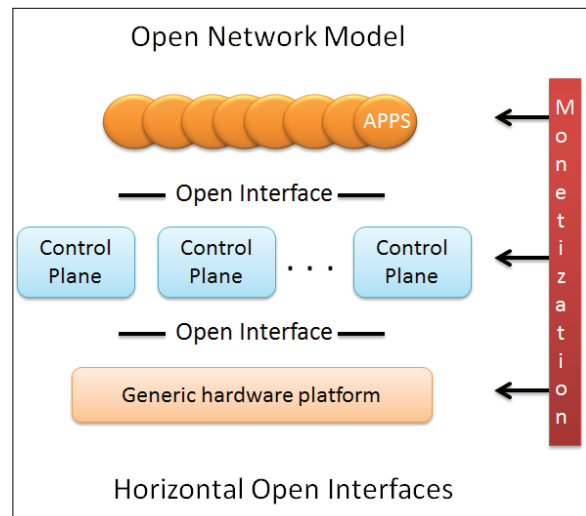 Open Network Model
APPS
Open Interface
Control
Plane
Control
Plane
. . .
Control
Plane
Open Interface
Generic hardware platform
Horizontal Open Interfaces
Monetization